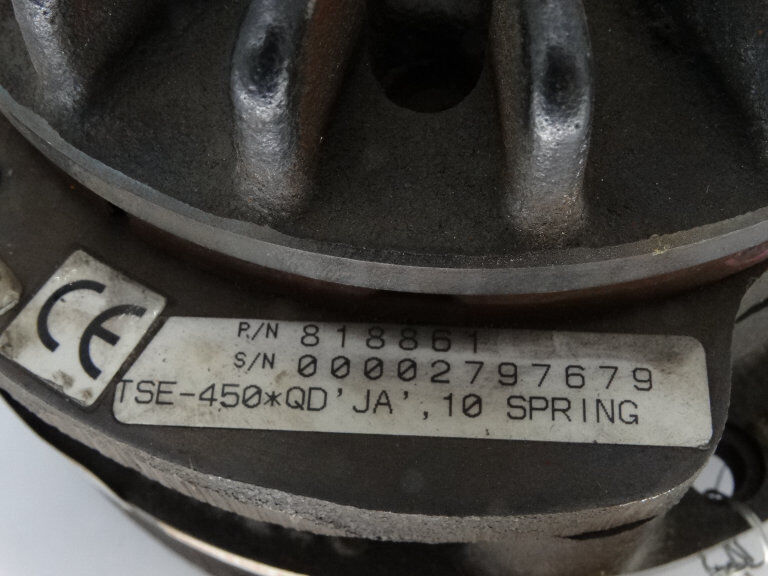 CE
P/N 818861
S/N 00002797679
TSE-450*QD'JA',10 SPRING